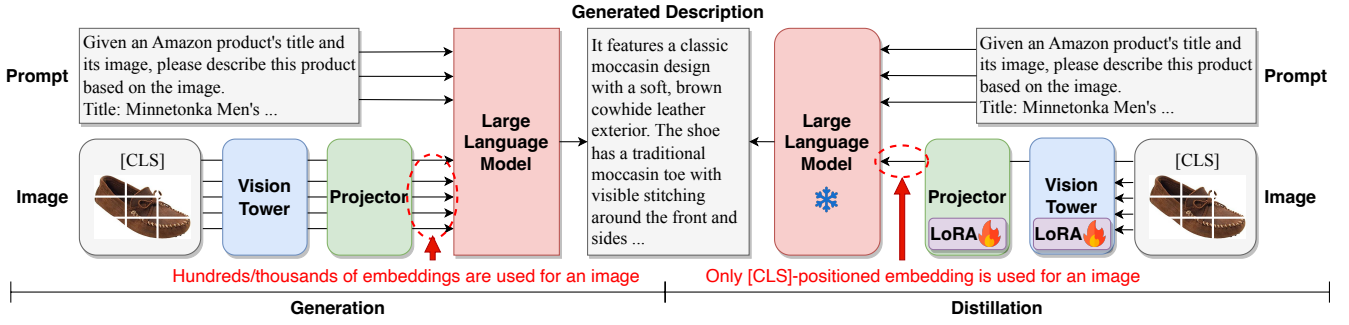 Generated Description
Prompt
Given an Amazon product's title and
its image, please describe this product
based on the image.
Title: Minnetonka Men's ...
Image
[CLS]
Vision
Tower
Projector
Large
Language
Model
It features a classic
moccasin design
with a soft, brown
cowhide leather
exterior. The shoe
has a traditional
moccasin toe with
visible stitching
around the front and
sides ...
Large
Language
Model
Given an Amazon product's title and
its image, please describe this product
based on the image.
Title: Minnetonka Men's ...
Prompt
Projector
LoRA
Vision
Tower
LoRA
[CLS]
Image
Hundreds/thousands of embeddings are used for an image
Only [CLS]-positioned embedding is used for an image
Generation
Distillation